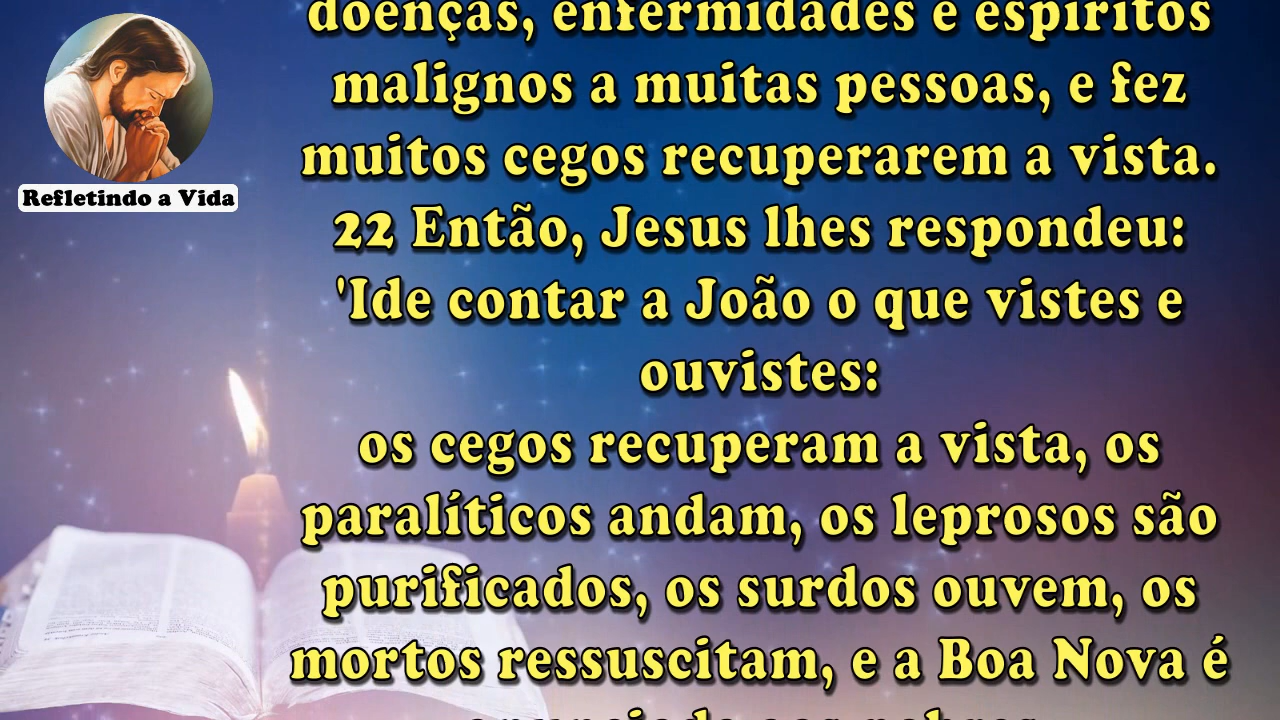 Refletindo a Vida
doenças, enfermidades e espíritos
malignos a muitas pessoas, e fez
muitos cegos recuperarem a vista.
22 Então, Jesus lhes respondeu:
'Ide contar a João o que vistes e
ouvistes:
os cegos recuperam a vista, os
paralíticos andam, os leprosos são
purificados, os surdos ouvem, os
mortos ressuscitam, e a Boa Nova é